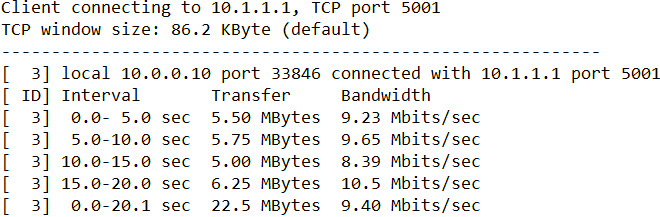 Client connecting to 10.1.1.1, TCP port 5001
TCP window size: 86.2 KByte (default)
------------------------------------------------------------
[  3] local 10.0.0.10 port 33846 connected with 10.1.1.1 port 5001
[ ID] Interval       Transfer     Bandwidth
[  3]  0.0- 5.0 sec  5.50 MBytes  9.23 Mbits/sec
[  3]  5.0-10.0 sec  5.75 MBytes  9.65 Mbits/sec
[  3] 10.0-15.0 sec  5.00 MBytes  8.39 Mbits/sec
[  3] 15.0-20.0 sec  6.25 MBytes  10.5 Mbits/sec
[  3]  0.0-20.1 sec  22.5 MBytes  9.40 Mbits/sec